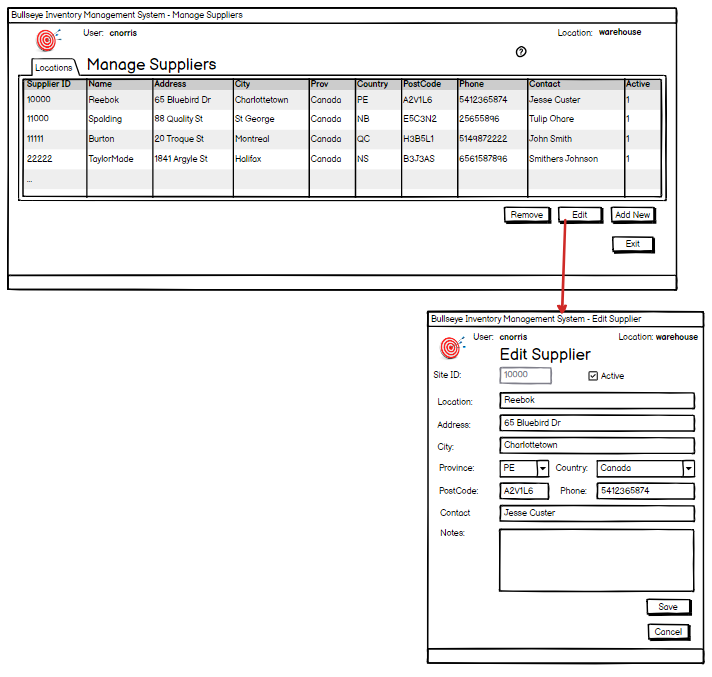 Bullseye Inventory Management System - Manage Suppliers
User: cnorris Location: warehouse
?
Locations Manage Suppliers
Supplier ID Name Address City Prov Country PostCode Phone Contact Active
10000 Reebok 65 Bluebird Dr Charlottetown Canada PE A2V1L6 5412365874 Jesse Custer 1
11000 Spalding 88 Quality St St George Canada NB E5C3N2 25655896 Tulip Ohare 1
11111 Burton 20 Troque St Montreal Canada QC H3B5L1 5149872222 John Smith 1
22222 TaylorMade 1841 Argyle St Halifax Canada NS B3J3AS 6561587896 Smithers Johnson 1
...
Remove Edit Add New
Exit
Bullseye Inventory Management System - Edit Supplier
User: cnorris Location: warehouse
Edit Supplier
Site ID: 10000 Active
Location: Reebok
Address: 65 Bluebird Dr
City: Charlottetown
Province: PE Country: Canada
PostCode: A2V1L6 Phone: 5412365874
Contact Jesse Custer
Notes:
Save
Cancel